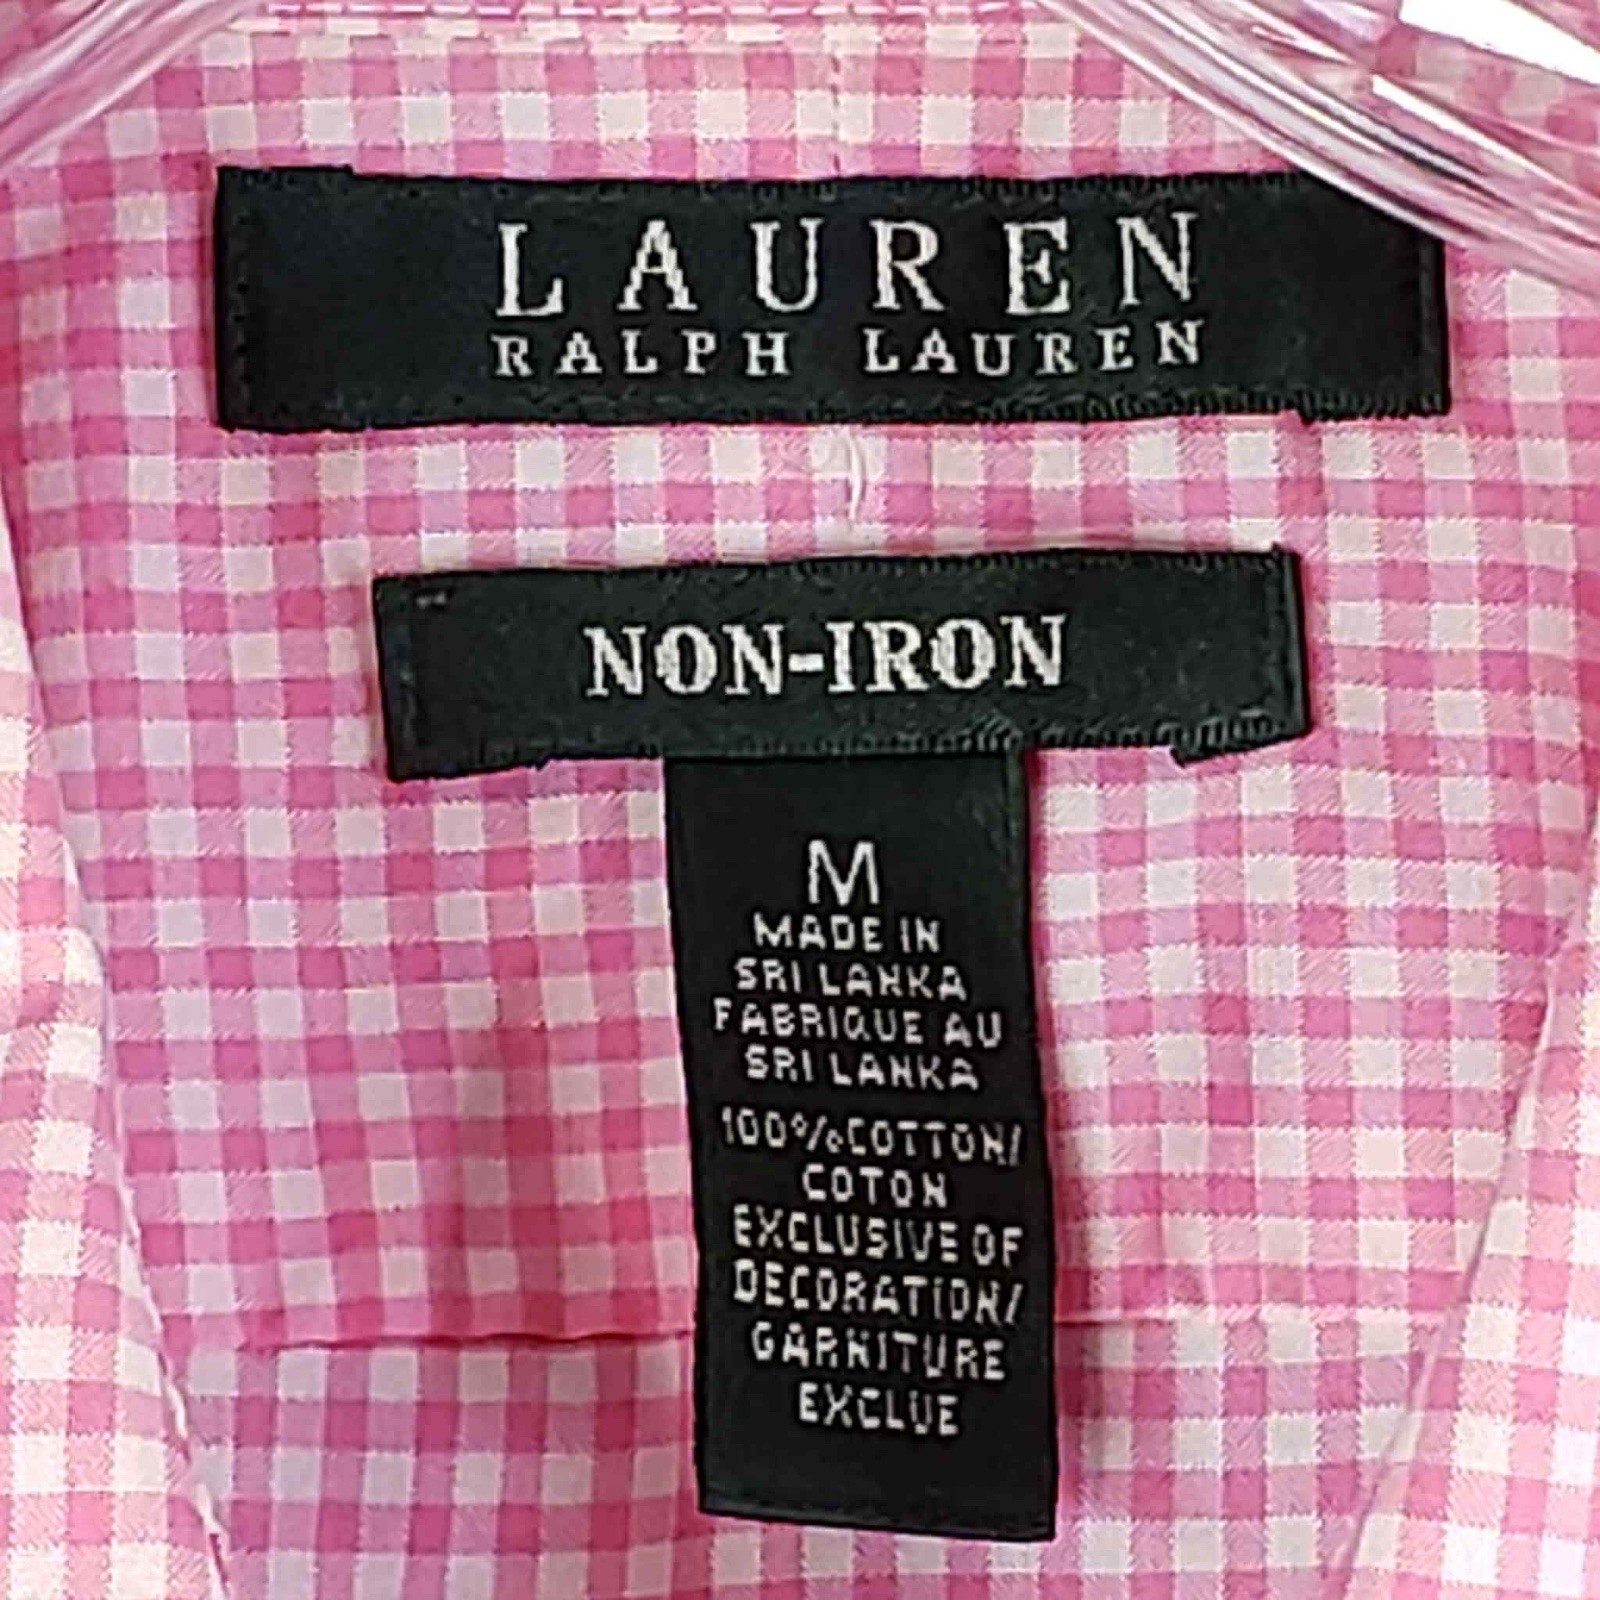 LAUREN
RALPH LAUREN
NON-IRON
M
MADE IN
SRI LANKA
FABRIQUE AU
SRI LANKA
100%COTTON/
COTON
EXCLUSIVE OF
DECORATION/
GARNITURE
EXCLUE